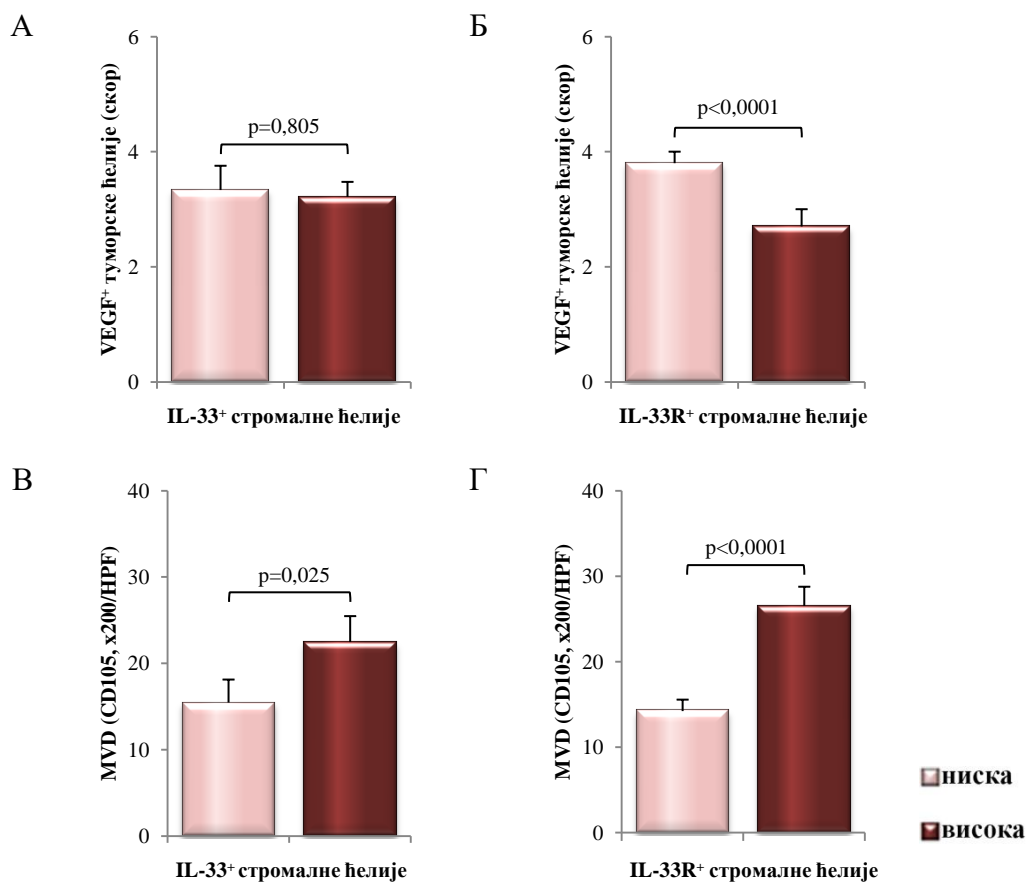 А
VEGF⁺ туморске ћелије (скор)
6
4
2
0
p=0,805
IL-33⁺ стромалне ћелије
Б
VEGF⁺ туморске ћелије (скор)
6
4
2
0
p<0,0001
IL-33R⁺ стромалне ћелије
В
MVD (CD105, x200/HPF)
40
30
20
10
0
p=0,025
IL-33⁺ стромалне ћелије
Г
MVD (CD105, x200/HPF)
40
30
20
10
0
p<0,0001
IL-33R⁺ стромалне ћелије
ниска
висока